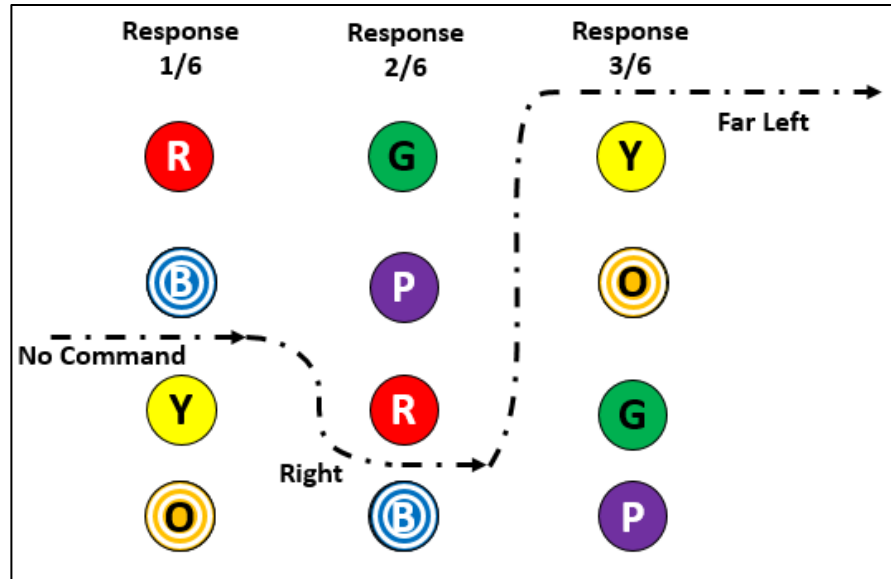 Response
1/6
Response
2/6
Response
3/6
Far Left
R
G
Y
B
P
O
No Command
Y
R
G
Right
O
B
P